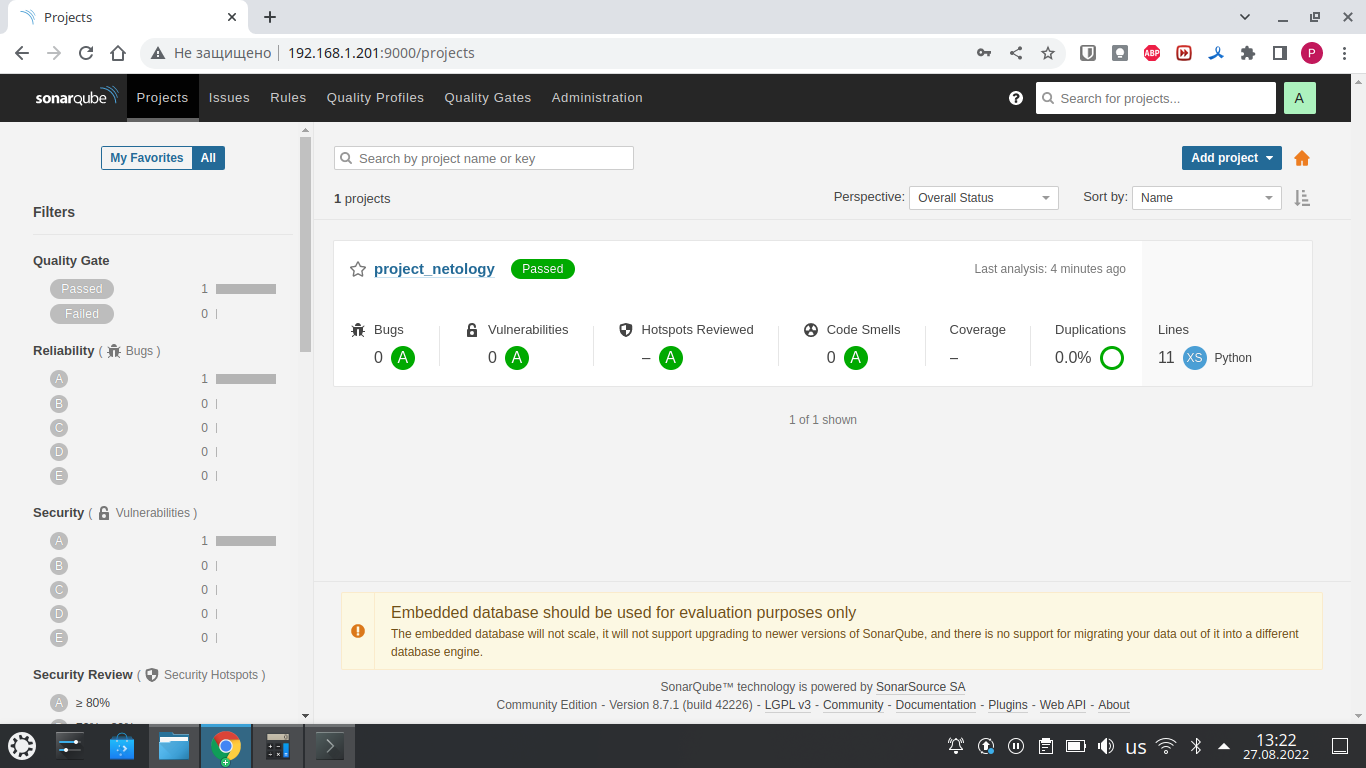 Projects
Не защищено 192.168.1.201:9000/projects
ABP
P
sonarqube Projects Issues Rules Quality Profiles Quality Gates Administration
? Search for projects... A
My Favorites All
Filters
Quality Gate
Passed 1
Failed 0
Reliability ( Bugs )
A 1
B 0
C 0
D 0
E 0
Security ( Vulnerabilities )
A 1
B 0
C 0
D 0
E 0
Security Review ( Security Hotspots )
A ≥ 80%
Search by project name or key
Add project
1 projects
Perspective: Overall Status Sort by: Name
project_netology Passed
Last analysis: 4 minutes ago
Bugs Vulnerabilities Hotspots Reviewed Code Smells Coverage Duplications Lines
0 A 0 A – A 0 A – 0.0% 11 XS Python
1 of 1 shown
Embedded database should be used for evaluation purposes only
The embedded database will not scale, it will not support upgrading to newer versions of SonarQube, and there is no support for migrating your data out of it into a different
database engine.
SonarQube™ technology is powered by SonarSource SA
Community Edition - Version 8.7.1 (build 42226) - LGPL v3 - Community - Documentation - Plugins - Web API - About
us
13:22
27.08.2022